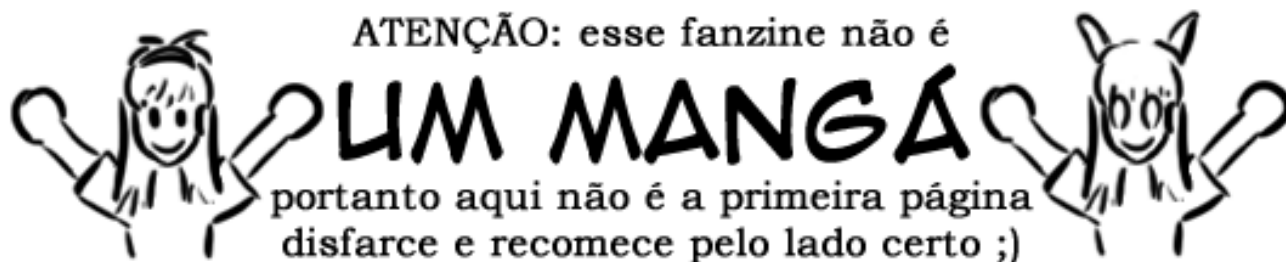 ATENÇÃO: esse fanzine não é
UM MANGÁ
portanto aqui não é a primeira página
disfarce e recomece pelo lado certo ;)